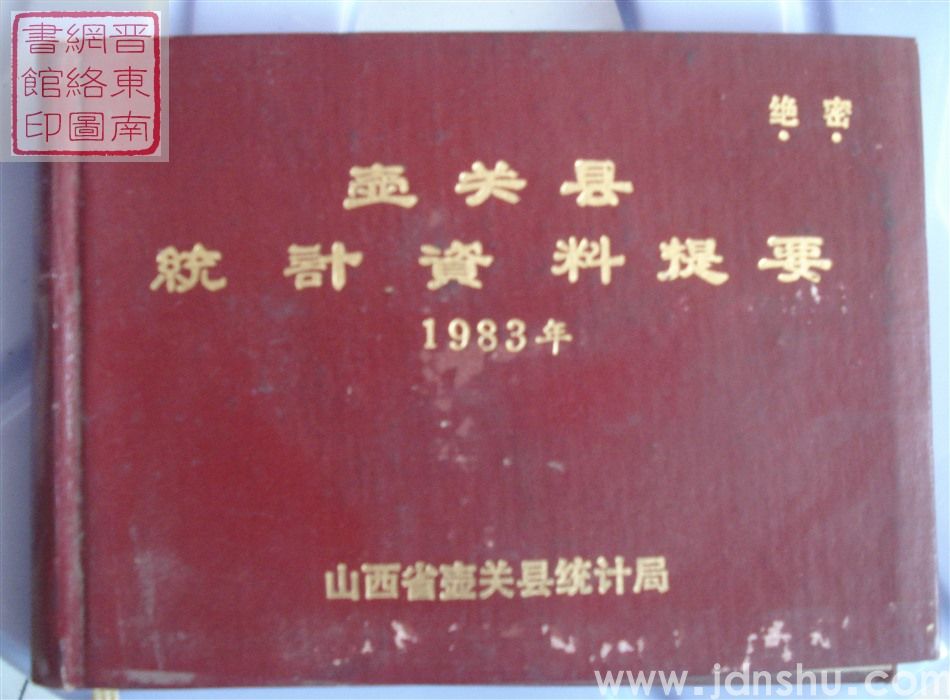 晋東南
網絡圖
書館印
绝密
壶关县
統計資料提要
1983年
山西省壶关县统计局
www.jdnshu.com